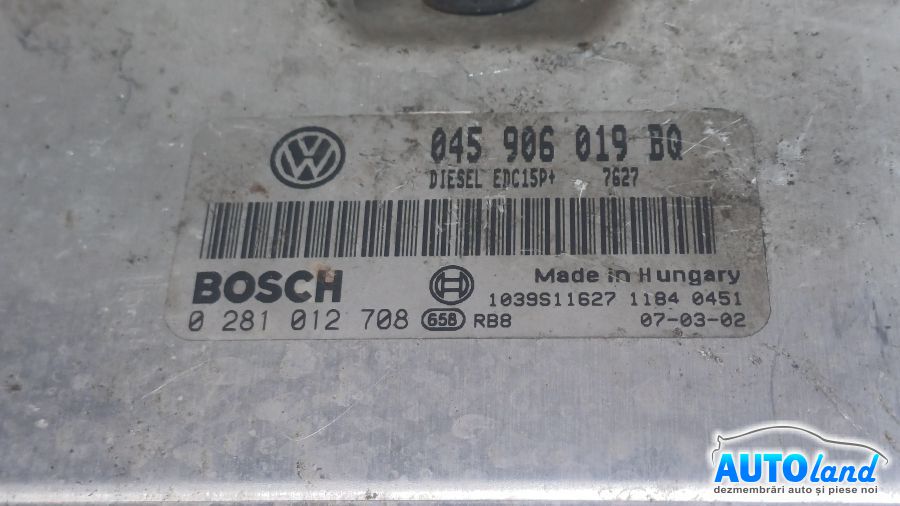 045 906 019 BQ
DIESEL EDC15P+ 7627
BOSCH
Made in Hungary
1039S11627 1184 0451
0 281 012 708 658 RB8 07-03-02
AUTOland
dezmembrări auto și piese noi